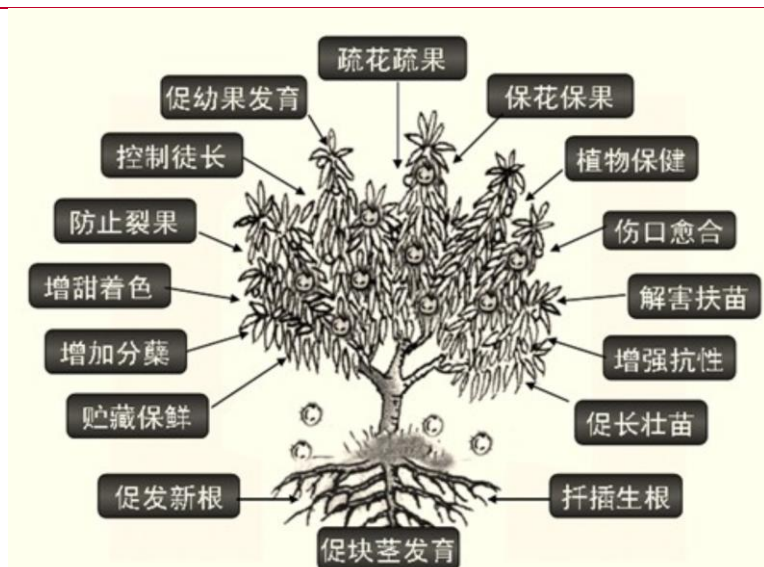 疏花疏果
促幼果发育
保花保果
控制徒长
植物保健
防止裂果
伤口愈合
增甜着色
解害扶苗
增加分蘖
增强抗性
贮藏保鲜
促长壮苗
促发新根
扦插生根
促块茎发育